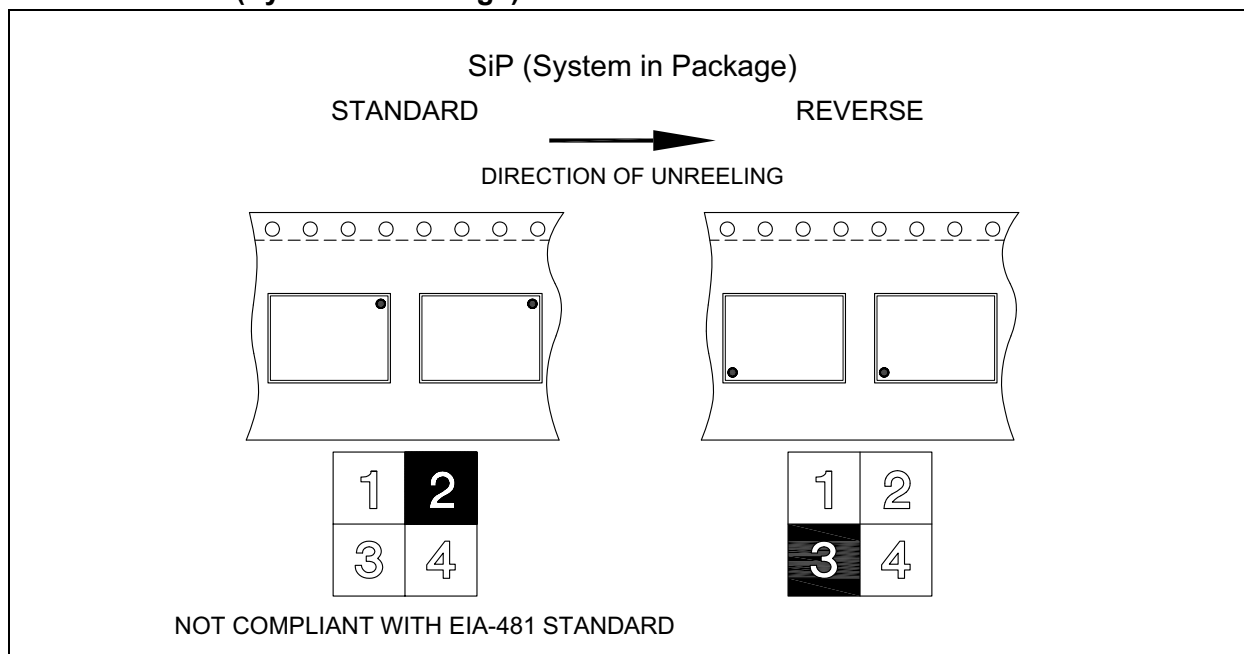 SiP (System in Package)
STANDARD REVERSE
DIRECTION OF UNREELING
1 2 1 2
3 4 3 4
NOT COMPLIANT WITH EIA-481 STANDARD